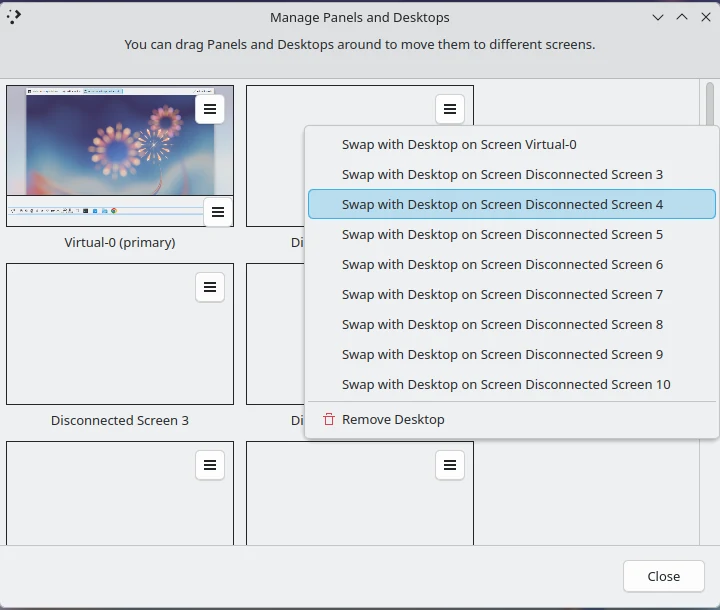 Manage Panels and Desktops
You can drag Panels and Desktops around to move them to different screens.
Swap with Desktop on Screen Virtual-0
Swap with Desktop on Screen Disconnected Screen 3
Swap with Desktop on Screen Disconnected Screen 4
Swap with Desktop on Screen Disconnected Screen 5
Swap with Desktop on Screen Disconnected Screen 6
Swap with Desktop on Screen Disconnected Screen 7
Swap with Desktop on Screen Disconnected Screen 8
Swap with Desktop on Screen Disconnected Screen 9
Swap with Desktop on Screen Disconnected Screen 10
Remove Desktop
Virtual-0 (primary)
Di
Disconnected Screen 3
Di
Close